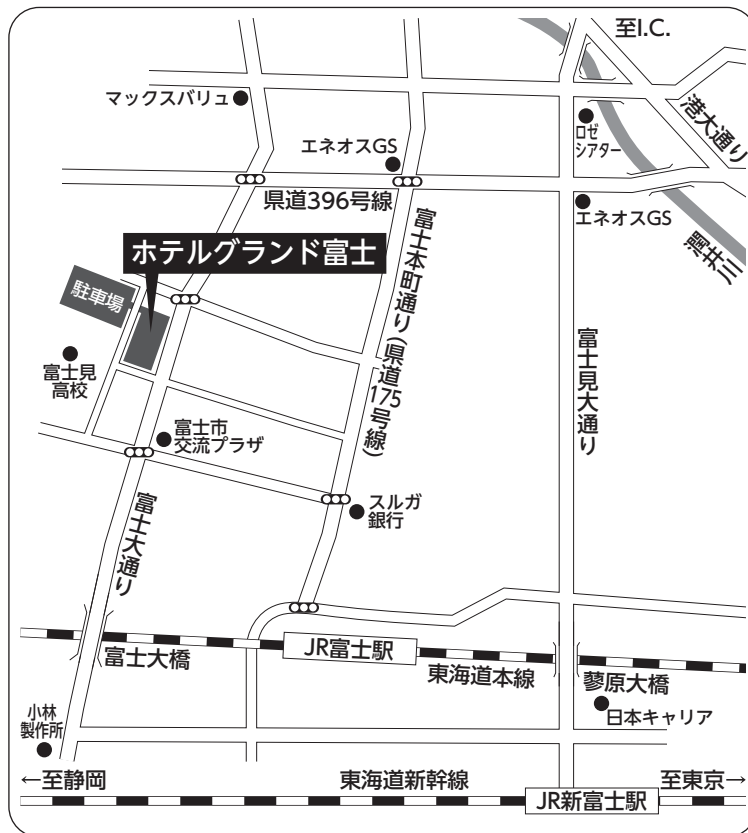 至I.C.
マックスバリュ
港大通り
ロゼ
シアター
エネオスGS
県道396号線
エネオスGS
潤井川
ホテルグランド富士
富士本町通り(県道175号線)
駐車場
富士見大通り
富士見
高校
富士市
交流プラザ
スルガ
銀行
富士大通り
JR富士駅
富士大橋
東海道本線
蓼原大橋
小林
製作所
日本キャリア
←至静岡
東海道新幹線
至東京→
JR新富士駅